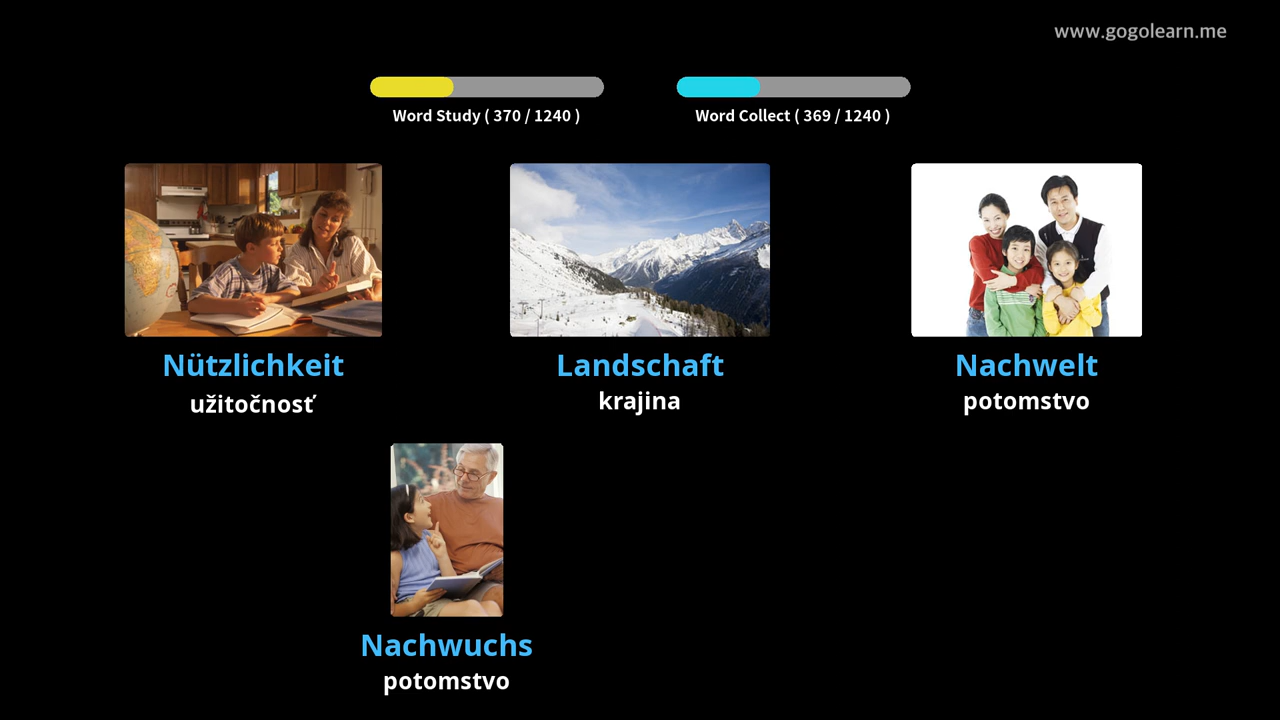 www.gogolearn.me
Word Study ( 370 / 1240 )
Word Collect ( 369 / 1240 )
Nützlichkeit
užitočnosť
Landschaft
krajina
Nachwelt
potomstvo
Nachwuchs
potomstvo